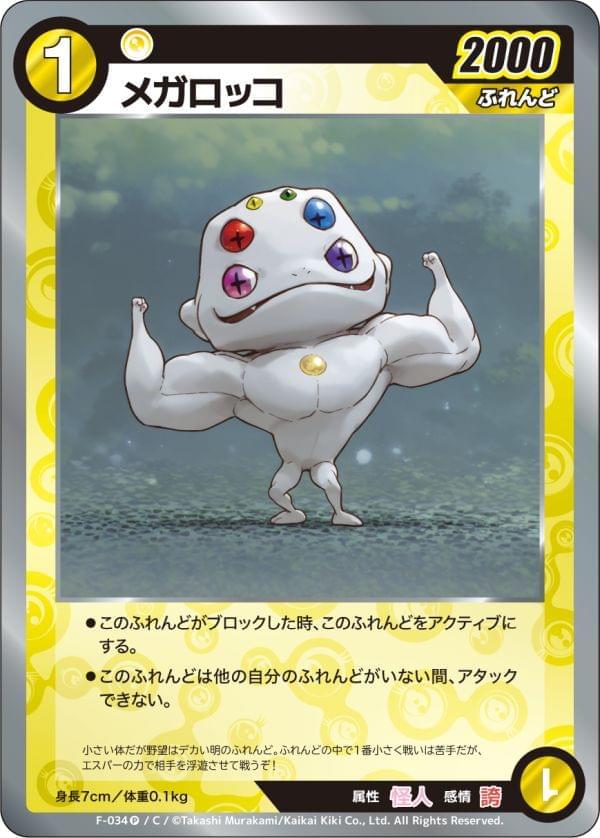 1
2000
メガロッコ
ふれんど
●このふれんどがブロックした時、このふれんどをアクティブに
する。
●このふれんどは他の自分のふれんどがいない間、アタック
できない。
小さい体だが野望はデカい明のふれんど。ふれんどの中で1番小さく戦いは苦手だが、
エスパーの力で相手を浮遊させて戦うぞ!
身長7cm/体重0.1kg
属性 怪人 感情 誇
1
F-034 P / C / ©Takashi Murakami/Kaikai Kiki Co., Ltd. All Rights Reserved.